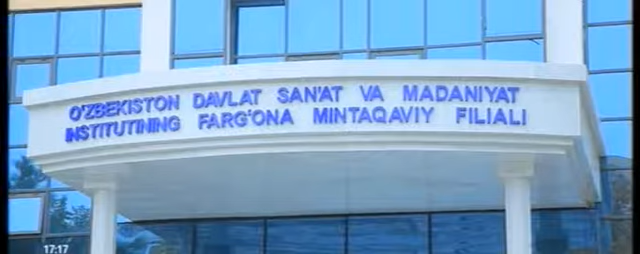 O'ZBEKISTON DAVLAT SAN'AT VA MADANIYAT
INSTITUTINING FARG'ONA MINTAQAVIY FILIALI
17:17